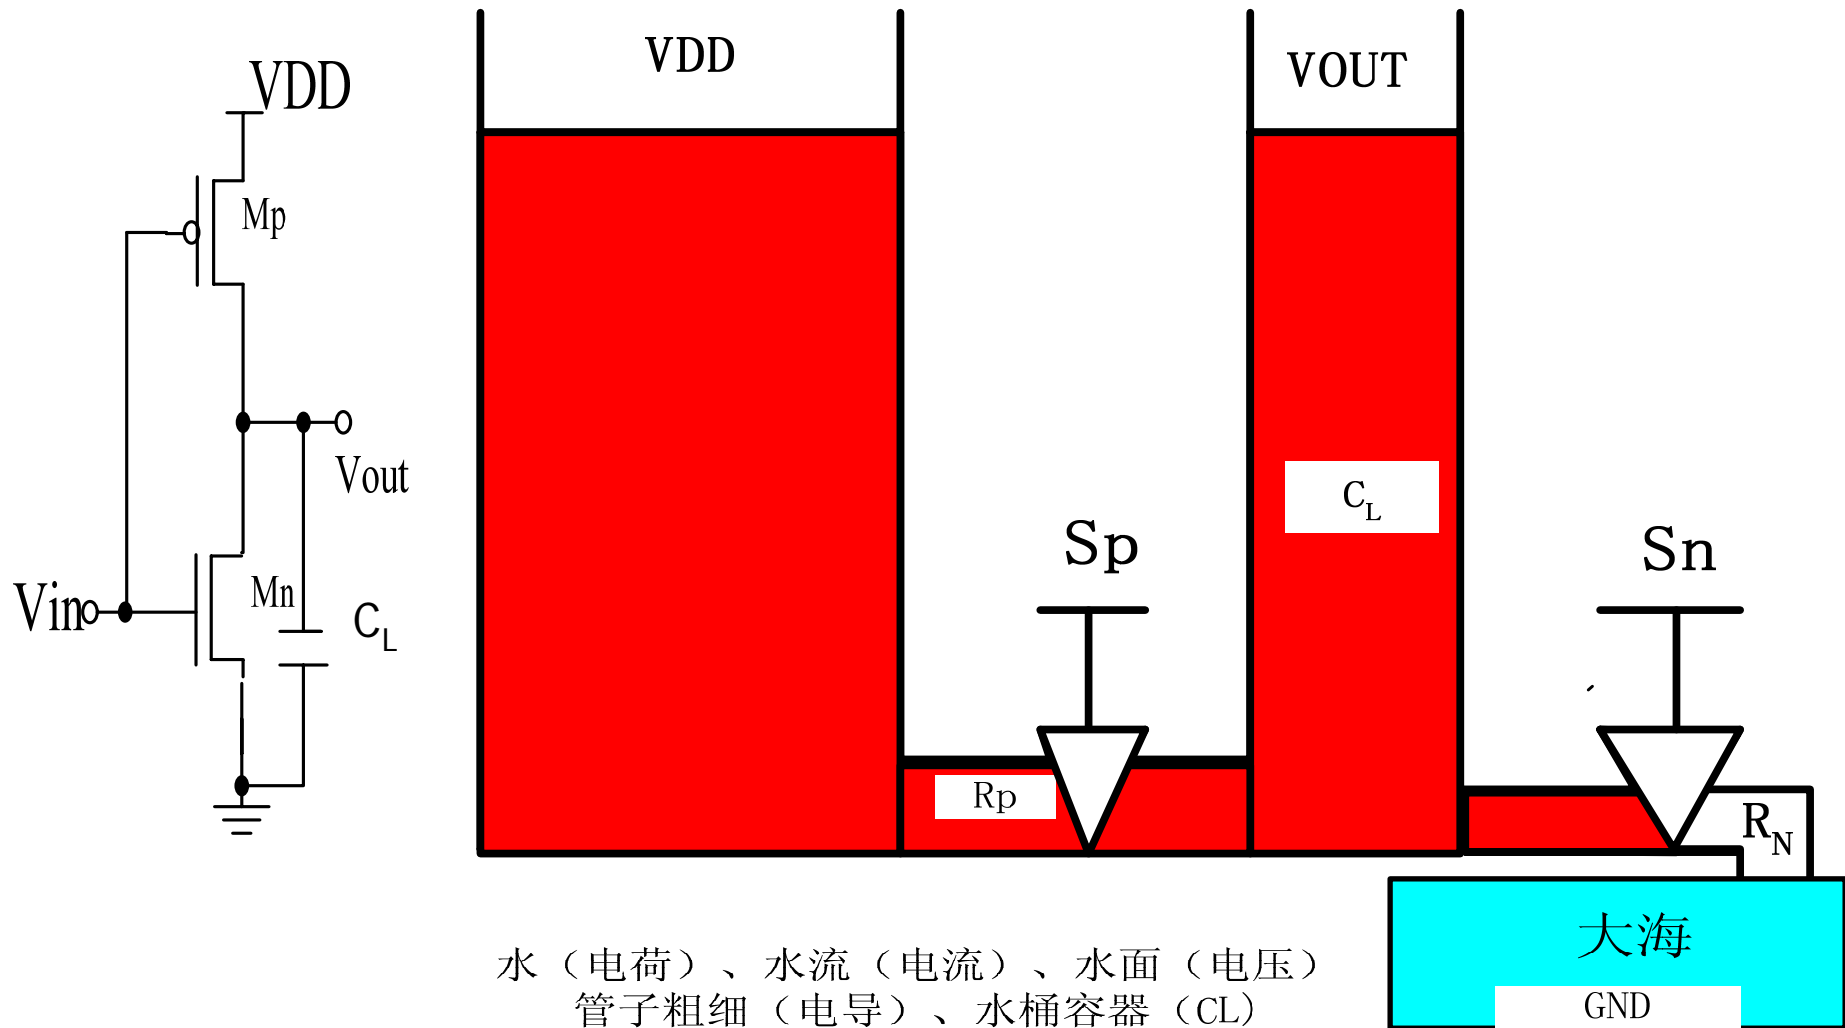 VDD
Mp
Vout
Vin
Mn
CL
VDD
VOUT
CL
Sp
Sn
Rp
RN
大海
GND
水（电荷）、水流（电流）、水面（电压）
管子粗细（电导）、水桶容器（CL）